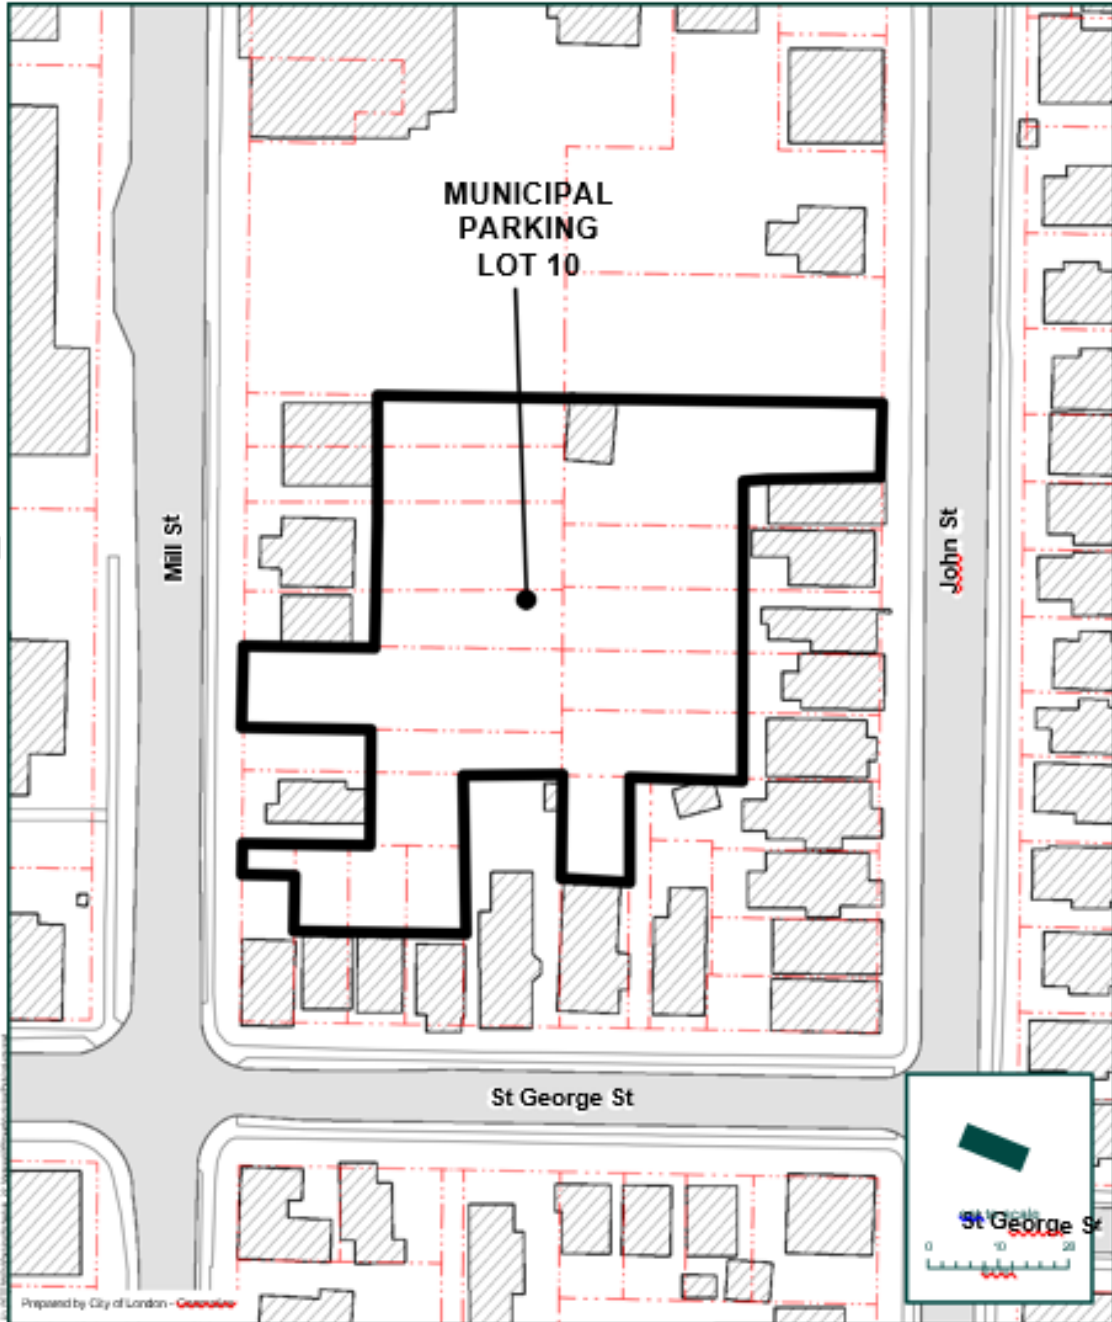 MUNICIPAL
PARKING
LOT 10
Mill St
John St
St George St
St George St
0 10 20
Prepared by City of London -